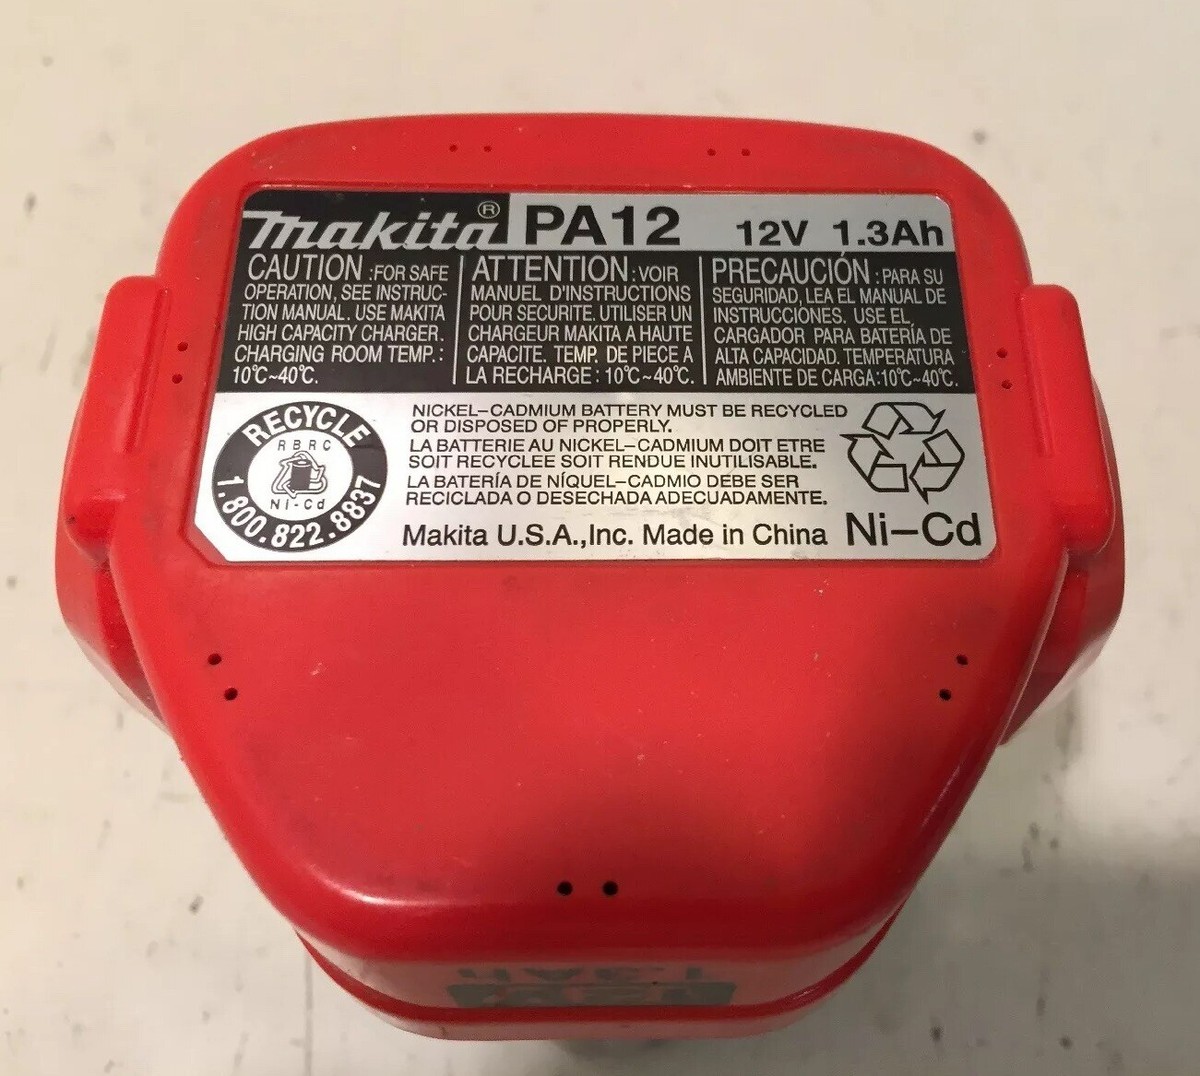 makita® PA12 12V 1.3Ah
CAUTION :FOR SAFE
OPERATION, SEE INSTRUC-
TION MANUAL. USE MAKITA
HIGH CAPACITY CHARGER.
CHARGING ROOM TEMP.:
10℃~40℃.
ATTENTION : VOIR
MANUEL D'INSTRUCTIONS
POUR SECURITE. UTILISER UN
CHARGEUR MAKITA A HAUTE
CAPACITE. TEMP. DE PIECE A
LA RECHARGE : 10℃~40℃.
PRECAUCIÓN : PARA SU
SEGURIDAD, LEA EL MANUAL DE
INSTRUCCIÓNES. USE EL
CARGADOR PARA BATERÍA DE
ALTA CAPACIDAD. TEMPERATURA
AMBIENTE DE CARGA:10℃~40℃.
RECYCLE
RBRC
Ni-Cd
1.800.822.8837
NICKEL-CADMIUM BATTERY MUST BE RECYCLED
OR DISPOSED OF PROPERLY.
LA BATTERIE AU NICKEL-CADMIUM DOIT ETRE
SOIT RECYCLEE SOIT RENDUE INUTILISABLE.
LA BATERÍA DE NÍQUEL-CADMIO DEBE SER
RECICLADA O DESECHADA ADECUADAMENTE.
Makita U.S.A.,Inc. Made in China Ni-Cd
1.3AH
12V